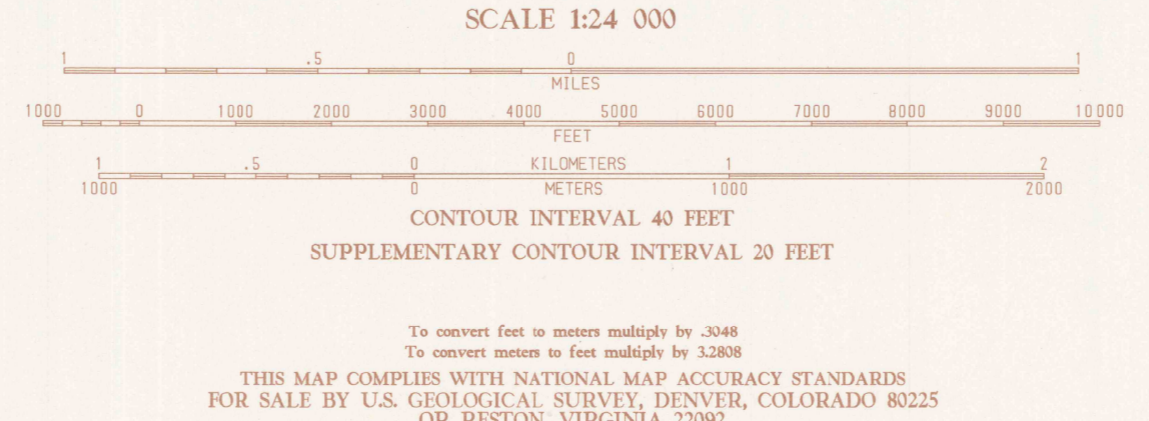 SCALE 1:24 000
1 .5 0 1
MILES
1000 0 1000 2000 3000 4000 5000 6000 7000 8000 9000 10 000
FEET
1 .5 0 KILOMETERS 1 2
1000 0 METERS 1000 2000
CONTOUR INTERVAL 40 FEET
SUPPLEMENTARY CONTOUR INTERVAL 20 FEET
To convert feet to meters multiply by .3048
To convert meters to feet multiply by 3.2808
THIS MAP COMPLIES WITH NATIONAL MAP ACCURACY STANDARDS
FOR SALE BY U.S. GEOLOGICAL SURVEY, DENVER, COLORADO 80225
OR RESTON, VIRGINIA 22092